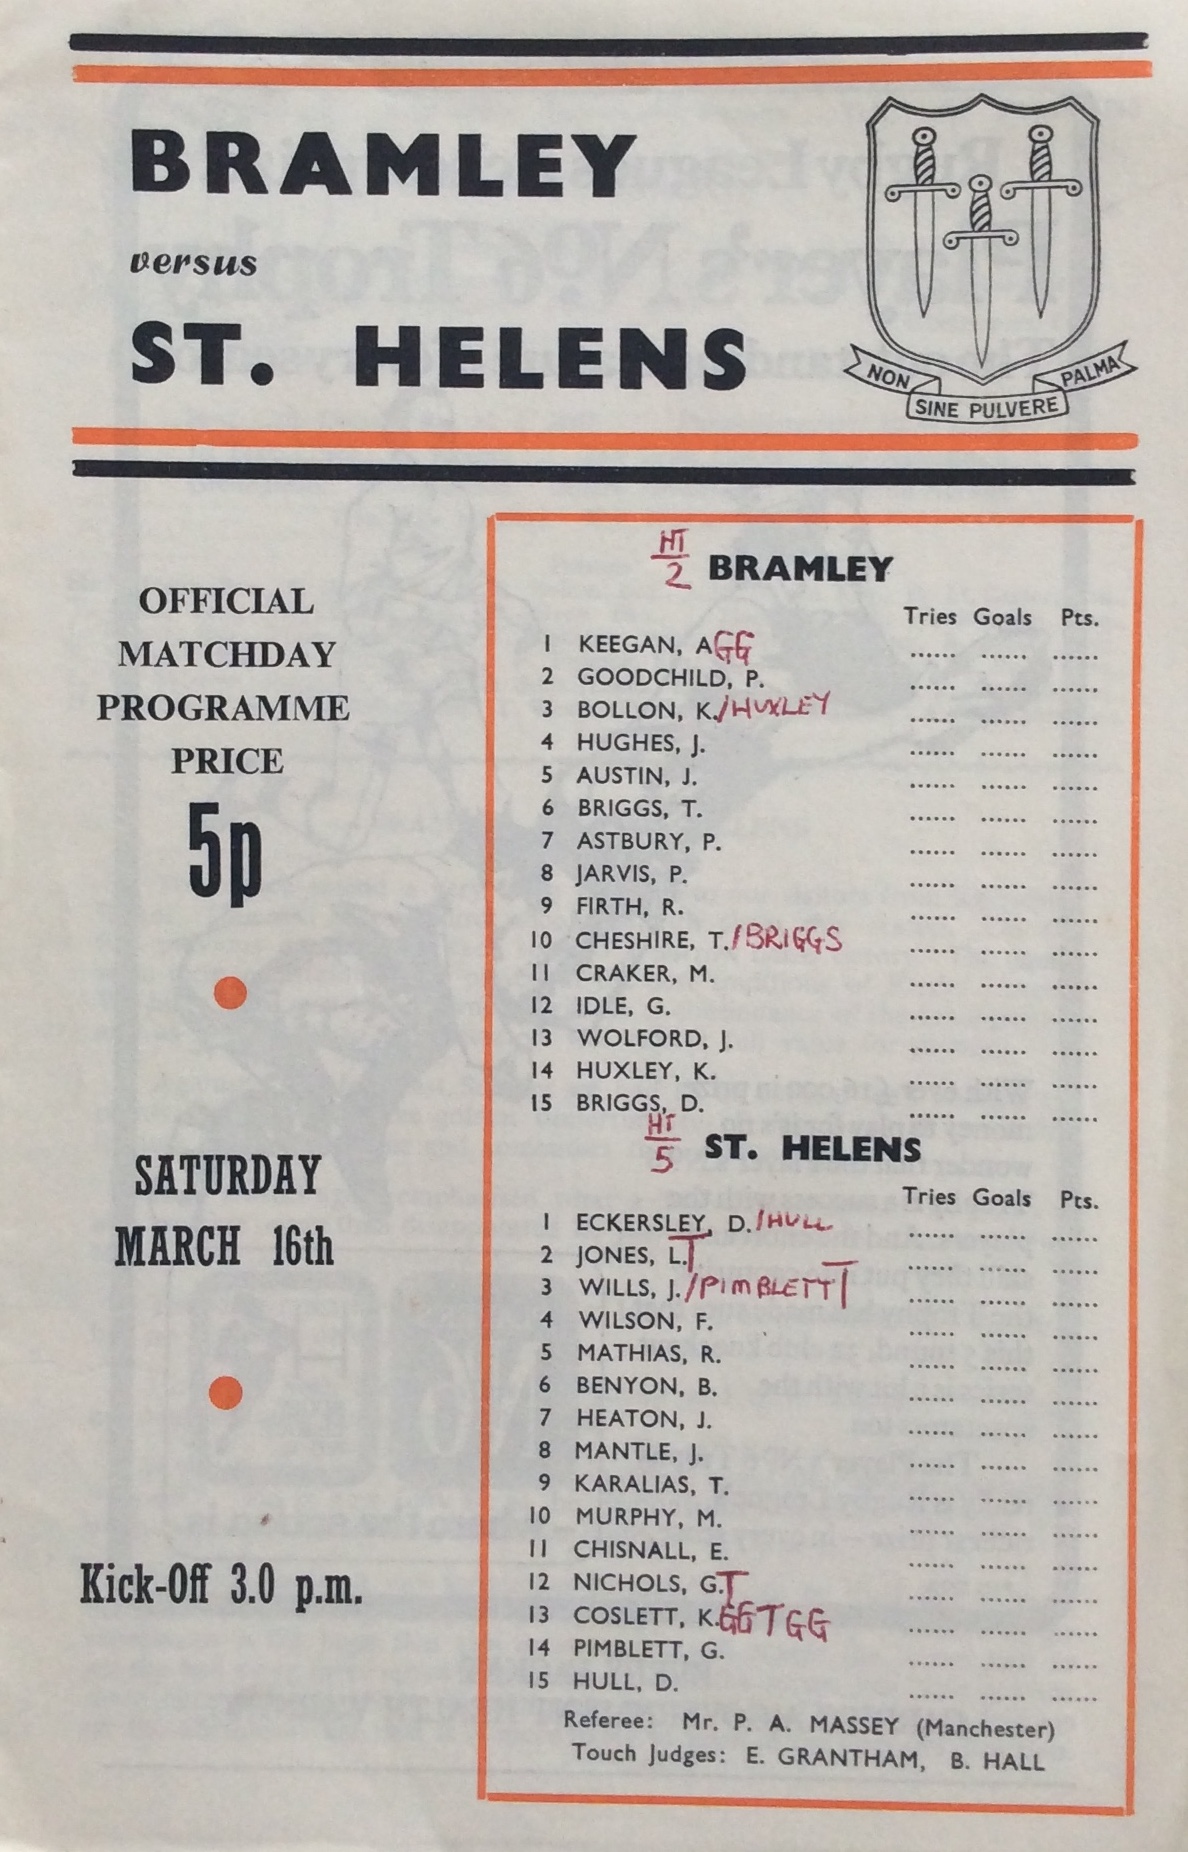 BRAMLEY
versus
ST. HELENS
NON SINE PULVERE PALMA
OFFICIAL
MATCHDAY
PROGRAMME
PRICE
5p
SATURDAY
MARCH 16th
Kick-Off 3.0 p.m.
HT
2 BRAMLEY
Tries Goals Pts.
1 KEEGAN, A GG
2 GOODCHILD, P.
3 BOLLON, K./HUXLEY
4 HUGHES, J.
5 AUSTIN, J.
6 BRIGGS, T.
7 ASTBURY, P.
8 JARVIS, P.
9 FIRTH, R.
10 CHESHIRE, T./BRIGGS
11 CRAKER, M.
12 IDLE, G.
13 WOLFORD, J.
14 HUXLEY, K.
15 BRIGGS, D.
HT
5 ST. HELENS
Tries Goals Pts.
1 ECKERSLEY, D./HULL
2 JONES, L.T
3 WILLS, J./PIMBLETT T
4 WILSON, F.
5 MATHIAS, R.
6 BENYON, B.
7 HEATON, J.
8 MANTLE, J.
9 KARALIAS, T.
10 MURPHY, M.
11 CHISNALL, E.
12 NICHOLS, G.T
13 COSLETT, K.GGTGG
14 PIMBLETT, G.
15 HULL, D.
Referee: Mr. P. A. MASSEY (Manchester)
Touch Judges: E. GRANTHAM, B. HALL